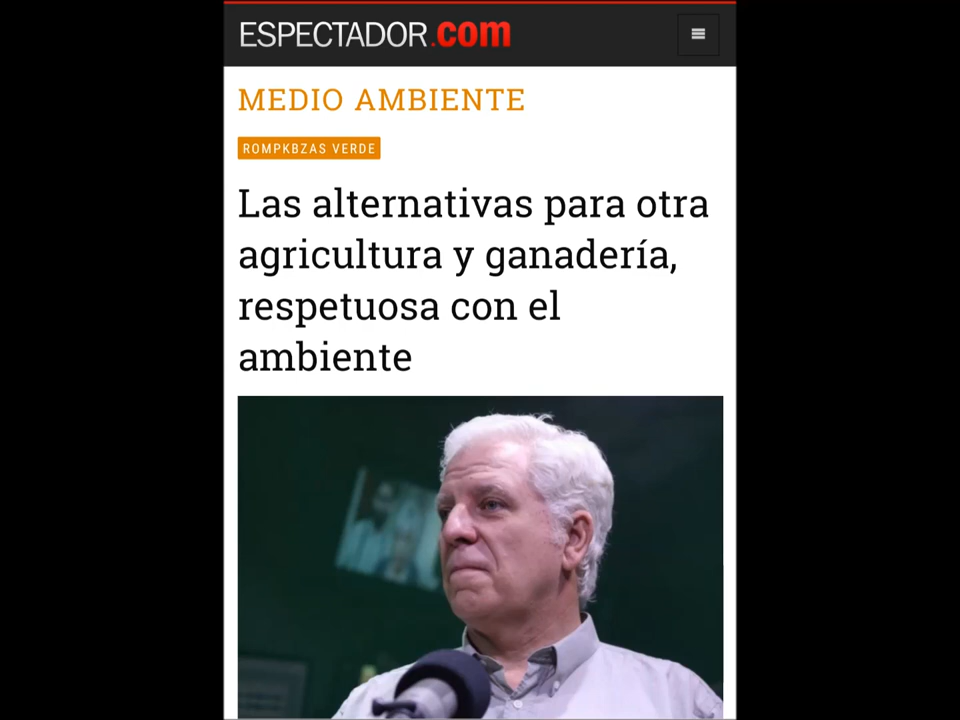 ESPECTADOR.com
MEDIO AMBIENTE
ROMPKBZAS VERDE
Las alternativas para otra
agricultura y ganadería,
respetuosa con el
ambiente